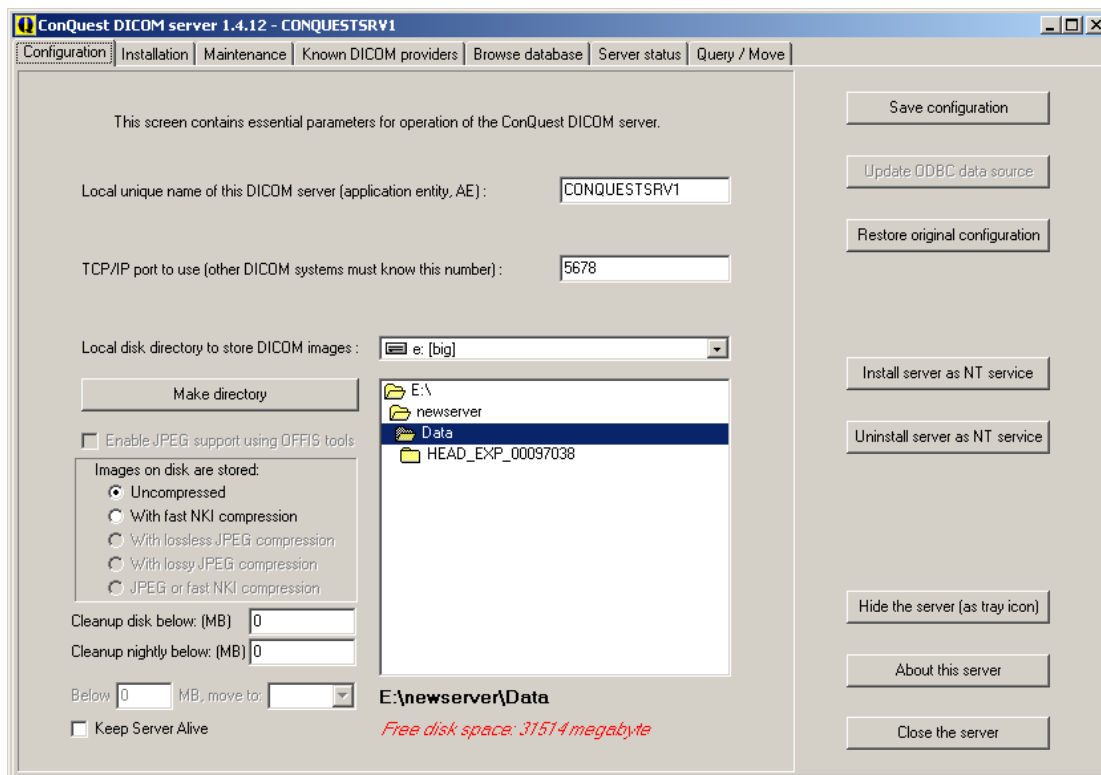 ConQuest DICOM server 1.4.12 - CONQUESTSRV1
Configuration Installation Maintenance Known DICOM providers Browse database Server status Query / Move
This screen contains essential parameters for operation of the ConQuest DICOM server.
Save configuration
Update ODBC data source
Local unique name of this DICOM server (application entity, AE) : CONQUESTSRV1
Restore original configuration
TCP/IP port to use (other DICOM systems must know this number) : 5678
Local disk directory to store DICOM images : e: [big]
Install server as NT service
Make directory
E:\
newserver
Data
HEAD_EXP_00097038
Uninstall server as NT service
Enable JPEG support using OFFIS tools
Images on disk are stored:
Uncompressed
With fast NKI compression
With lossless JPEG compression
With lossy JPEG compression
JPEG or fast NKI compression
Hide the server (as tray icon)
Cleanup disk below: (MB) 0
Cleanup nightly below: (MB) 0
About this server
Below 0 MB, move to:
E:\newserver\Data
Keep Server Alive
Free disk space: 31514 megabyte
Close the server